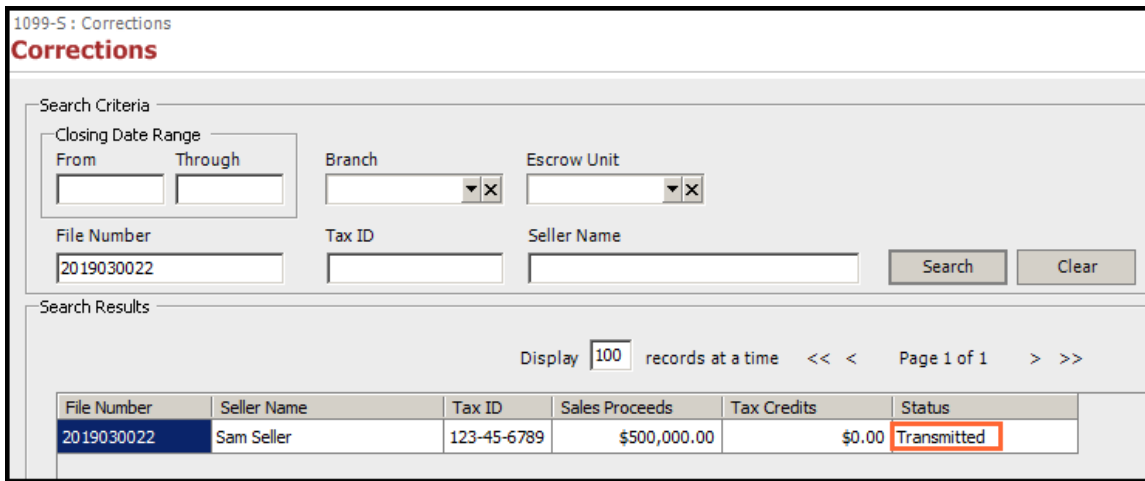 1099-S : Corrections
Corrections
Search Criteria
Closing Date Range
From Through Branch Escrow Unit
File Number Tax ID Seller Name
2019030022 Search Clear
Search Results
Display 100 records at a time << < Page 1 of 1 > >>
File Number Seller Name Tax ID Sales Proceeds Tax Credits Status
2019030022 Sam Seller 123-45-6789 $500,000.00 $0.00 Transmitted